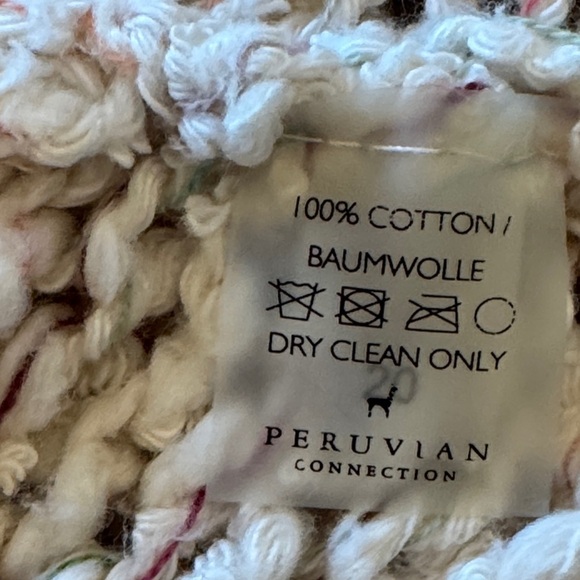 100% COTTON /
BAUMWOLLE
DRY CLEAN ONLY
20
PERUVIAN
CONNECTION